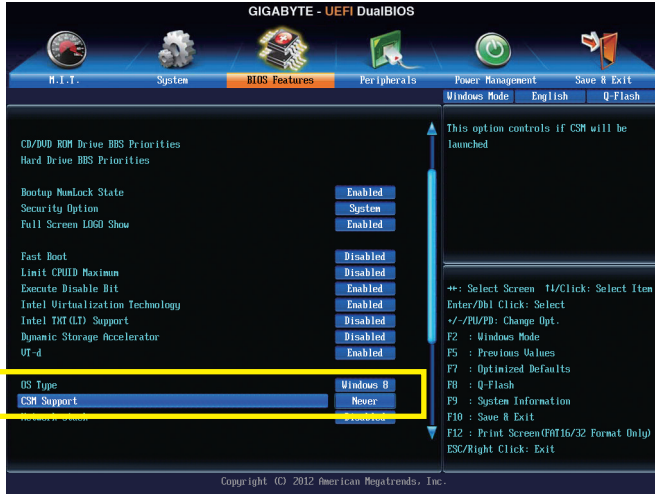 GIGABYTE - UEFI DualBIOS
M.I.T. System BIOS Features Peripherals Power Management Save & Exit
Windows Mode English Q-Flash
CD/DVD ROM Drive BBS Priorities
Hard Drive BBS Priorities
Bootup NumLock State Enabled
Security Option System
Full Screen LOGO Show Enabled
Fast Boot Disabled
Limit CPUID Maximum Disabled
Execute Disable Bit Enabled
Intel Virtualization Technology Enabled
Intel TXT(LT) Support Disabled
Dynamic Storage Accelerator Disabled
VT-d Enabled
OS Type Windows 8
CSM Support Never
Network stack Disabled
This option controls if CSM will be
launched
↔: Select Screen ↑↓/Click: Select Item
Enter/Dbl Click: Select
+/-/PU/PD: Change Opt.
F2 : Windows Mode
F5 : Previous Values
F7 : Optimized Defaults
F8 : Q-Flash
F9 : System Information
F10 : Save & Exit
F12 : Print Screen(FAT16/32 Format Only)
ESC/Right Click: Exit
Copyright (C) 2012 American Megatrends, Inc.